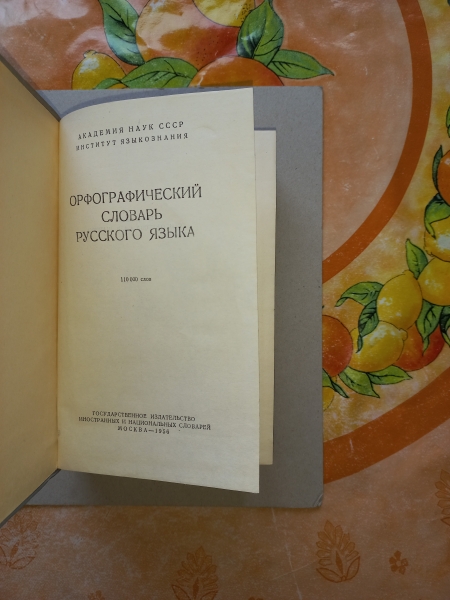 АКАДЕМИЯ НАУК СССР
ИНСТИТУТ ЯЗЫКОЗНАНИЯ
ОРФОГРАФИЧЕСКИЙ
СЛОВАРЬ
РУССКОГО ЯЗЫКА
110 000 слов
ГОСУДАРСТВЕННОЕ ИЗДАТЕЛЬСТВО
ИНОСТРАННЫХ И НАЦИОНАЛЬНЫХ СЛОВАРЕЙ
МОСКВА—1956